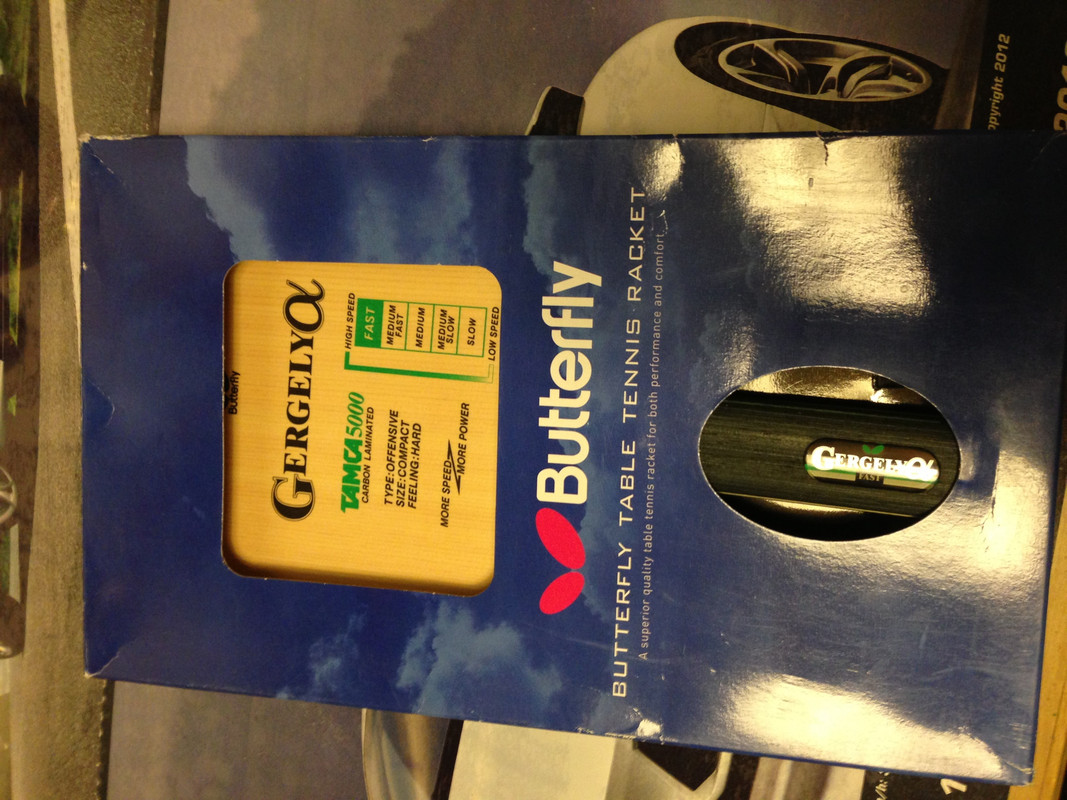 Butterfly
GERGELYα
TAMCA5000
CARBON LAMINATED
TYPE:OFFENSIVE
SIZE:COMPACT
FEELING:HARD
MORE SPEED
MORE POWER
HIGH SPEED
FAST
MEDIUM FAST
MEDIUM
MEDIUM SLOW
SLOW
LOW SPEED
Butterfly
BUTTERFLY TABLE TENNIS RACKET
A superior quality table tennis racket for both performance and comfort.
GERGELYα
FAST
opyright 2012